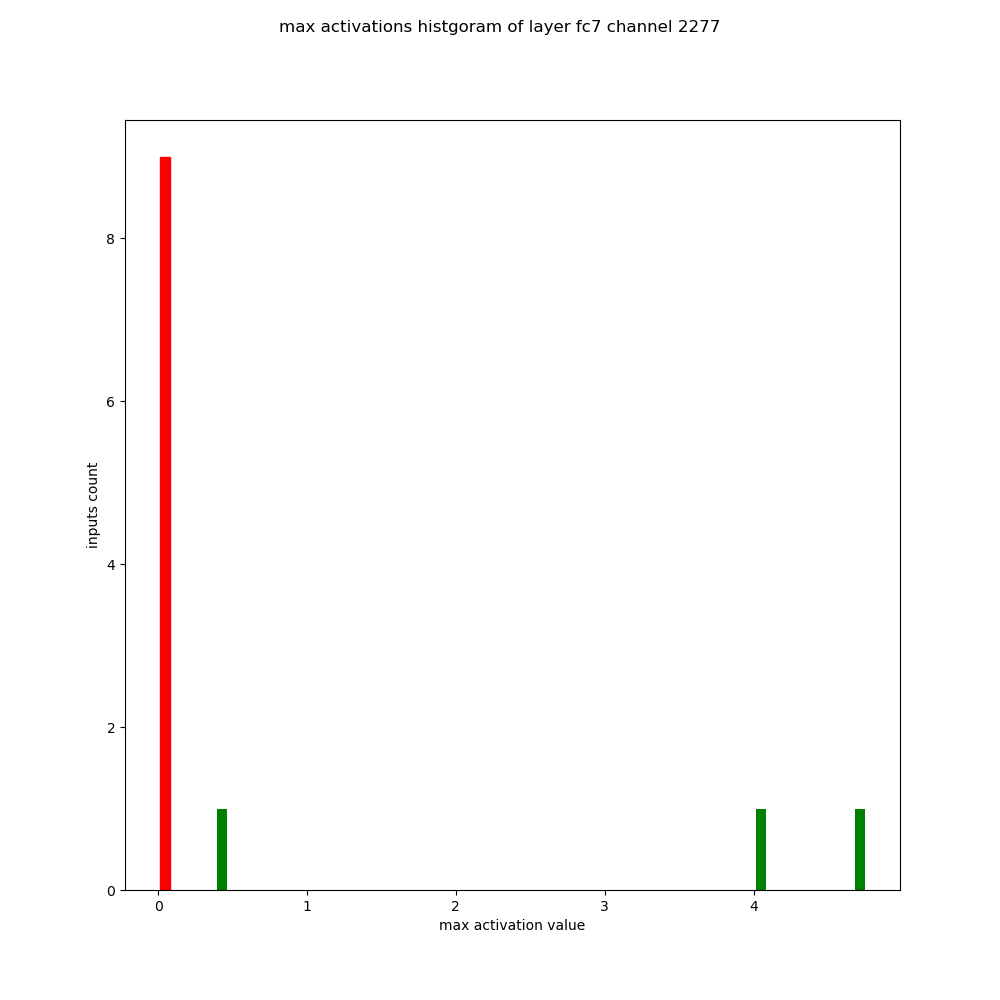 max activations histgoram of layer fc7 channel 2277
8
6
4
2
0
inputs count
0 1 2 3 4
max activation value